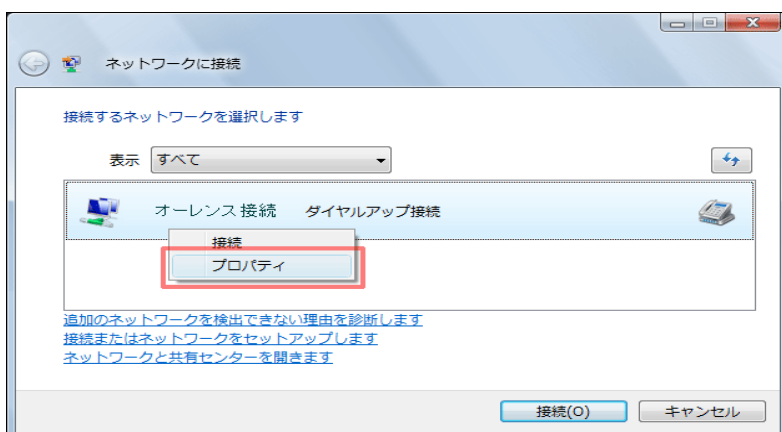 ネットワークに接続
接続するネットワークを選択します
表示 すべて
オーレンス接続 ダイヤルアップ接続
接続
プロパティ
追加のネットワークを検出できない理由を診断します
接続またはネットワークをセットアップします
ネットワークと共有センターを開きます
接続(O) キャンセル